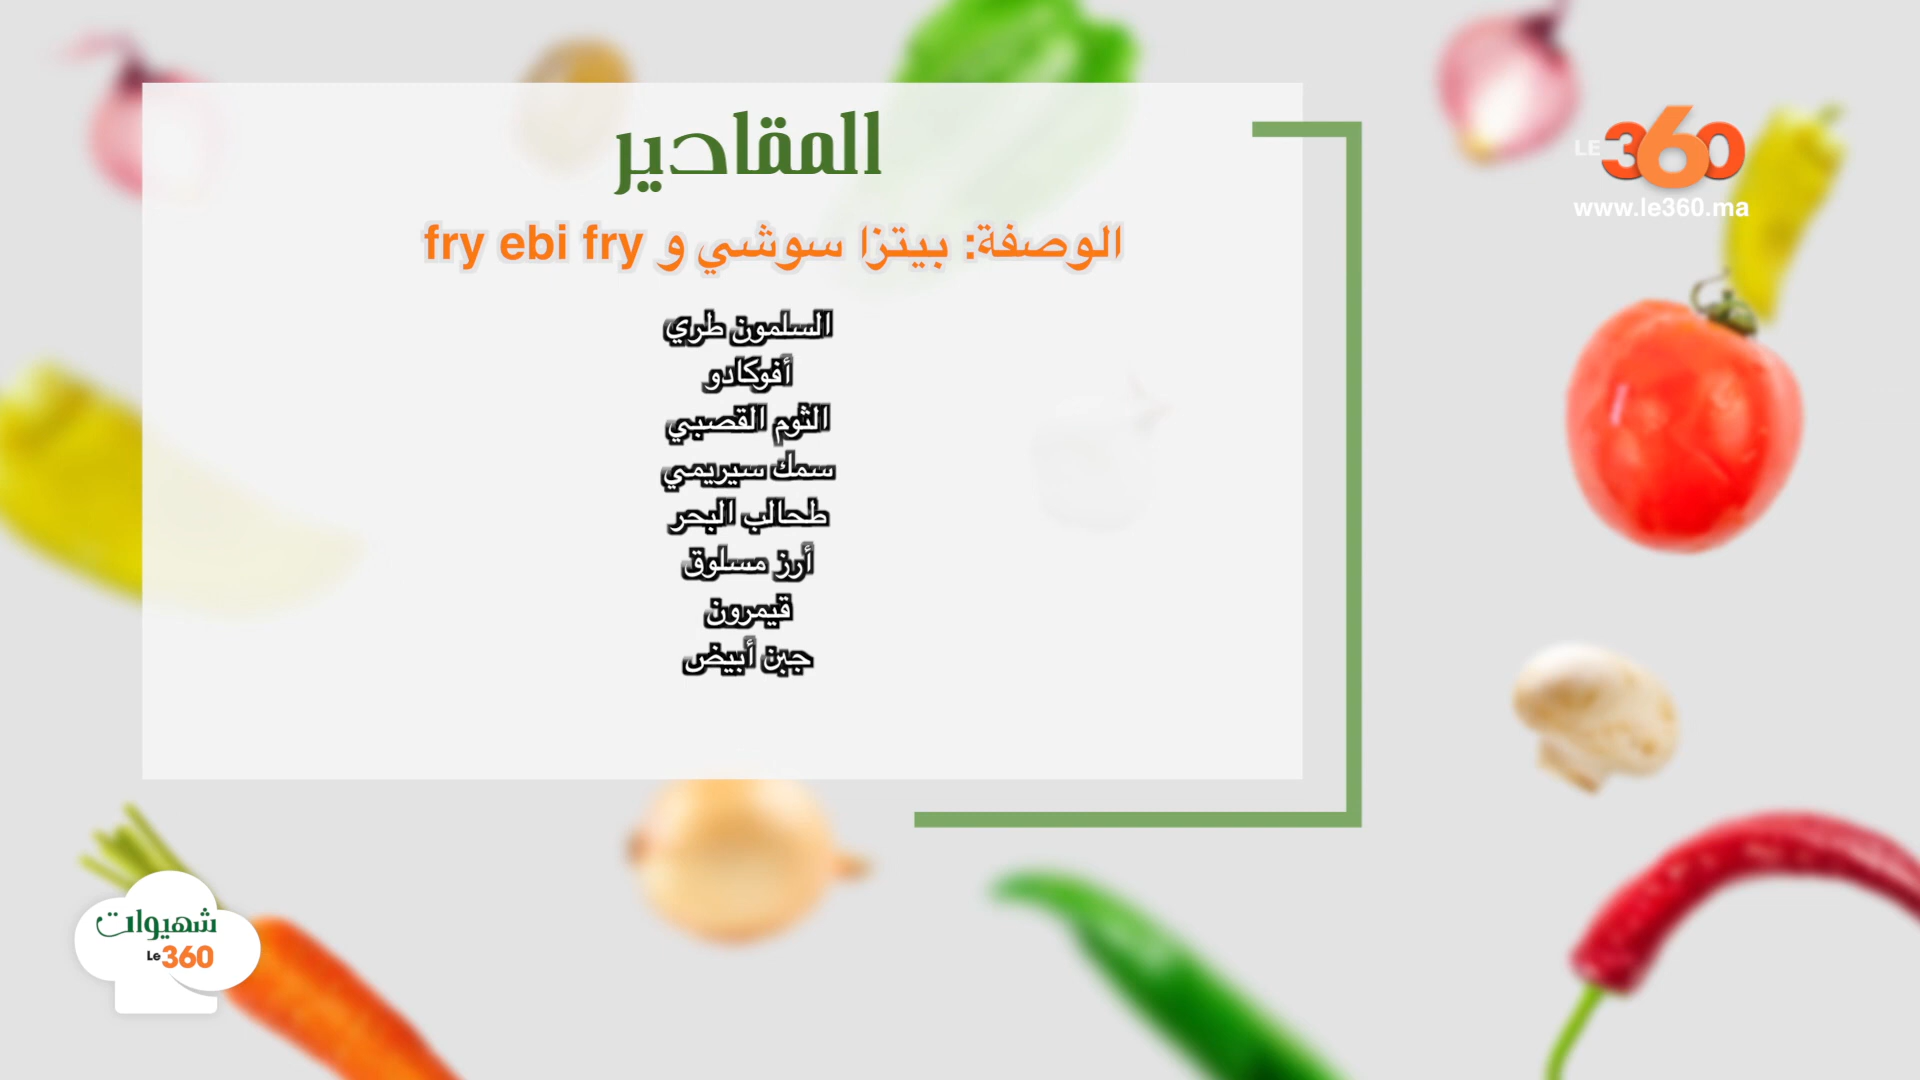 المقادير
الوصفة: بيتزا سوشي و fry ebi fry
السلمون طري
أفوكادو
الثوم القصبي
سمك سيريمي
طحالب البحر
أرز مسلوق
قيمرون
جبن أبيض
LE 360
www.le360.ma
شهيوات
Le 360